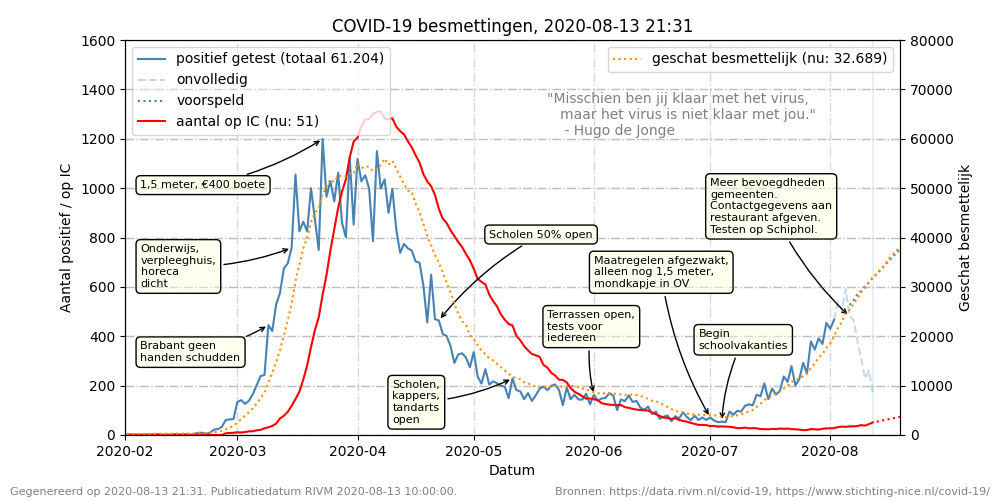 COVID-19 besmettingen, 2020-08-13 21:31
1600
1400
1200
1000
800
600
400
200
0
Aantal positief / op IC
80000
70000
60000
50000
40000
30000
20000
10000
0
Geschat besmettelijk
positief getest (totaal 61.204)
onvolledig
voorspeld
aantal op IC (nu: 51)
geschat besmettelijk (nu: 32.689)
"Misschien ben jij klaar met het virus,
maar het virus is niet klaar met jou."
- Hugo de Jonge
1,5 meter, €400 boete
Onderwijs,
verpleeghuis,
horeca
dicht
Brabant geen
handen schudden
Scholen,
kappers,
tandarts
open
Scholen 50% open
Terrassen open,
tests voor
iedereen
Maatregelen afgezwakt,
alleen nog 1,5 meter,
mondkapje in OV
Begin
schoolvakanties
Meer bevoegdheden
gemeenten.
Contactgegevens aan
restaurant afgeven.
Testen op Schiphol.
2020-02
2020-03
2020-04
2020-05
2020-06
2020-07
2020-08
Datum
Gegenereerd op 2020-08-13 21:31. Publicatiedatum RIVM 2020-08-13 10:00:00.
Bronnen: https://data.rivm.nl/covid-19, https://www.stichting-nice.nl/covid-19/